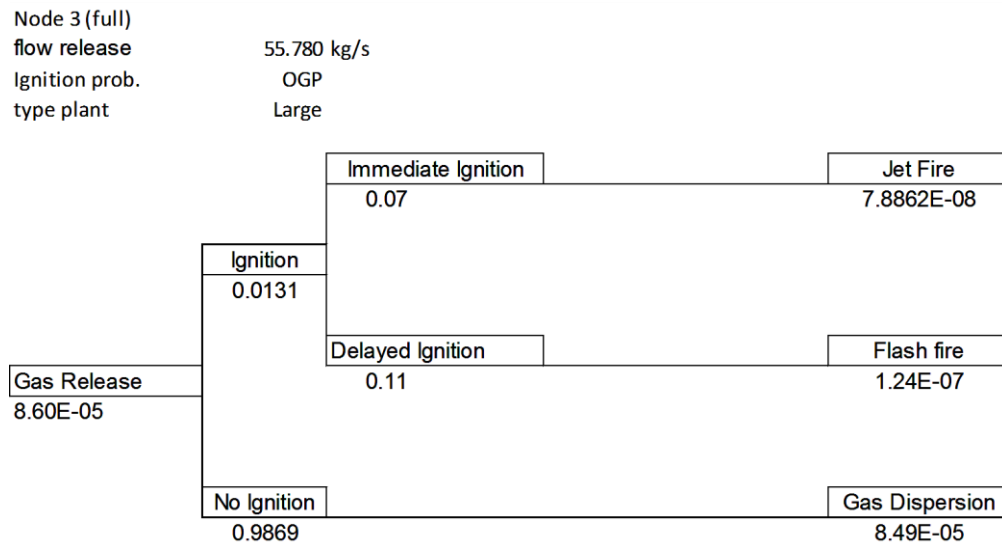 Node 3 (full)
flow release 55.780 kg/s
Ignition prob. OGP
type plant Large
Immediate Ignition Jet Fire
0.07 7.8862E-08
Ignition
0.0131
Delayed Ignition Flash fire
0.11 1.24E-07
Gas Release
8.60E-05
No Ignition Gas Dispersion
0.9869 8.49E-05